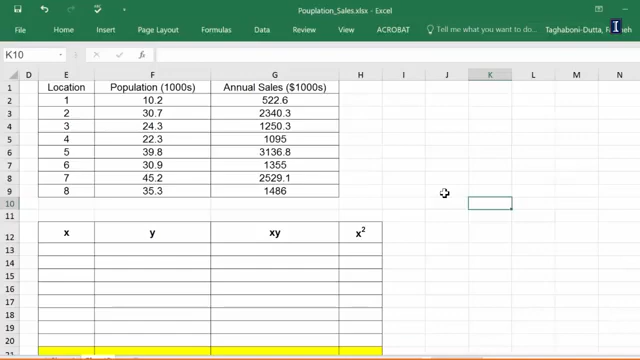 Pouplation_Sales.xlsx - Excel
File Home Insert Page Layout Formulas Data Review View ACROBAT Tell me what you want to do...
K10 fx
D E F G H I J K L M N
1 Location Population (1000s) Annual Sales ($1000s)
2 1 10.2 522.6
3 2 30.7 2340.3
4 3 24.3 1250.3
5 4 22.3 1095
6 5 39.8 3136.8
7 6 30.9 1355
8 7 45.2 2529.1
9 8 35.3 1486
10
11
12 x y xy x²
13
14
15
16
17
18
19
20
21